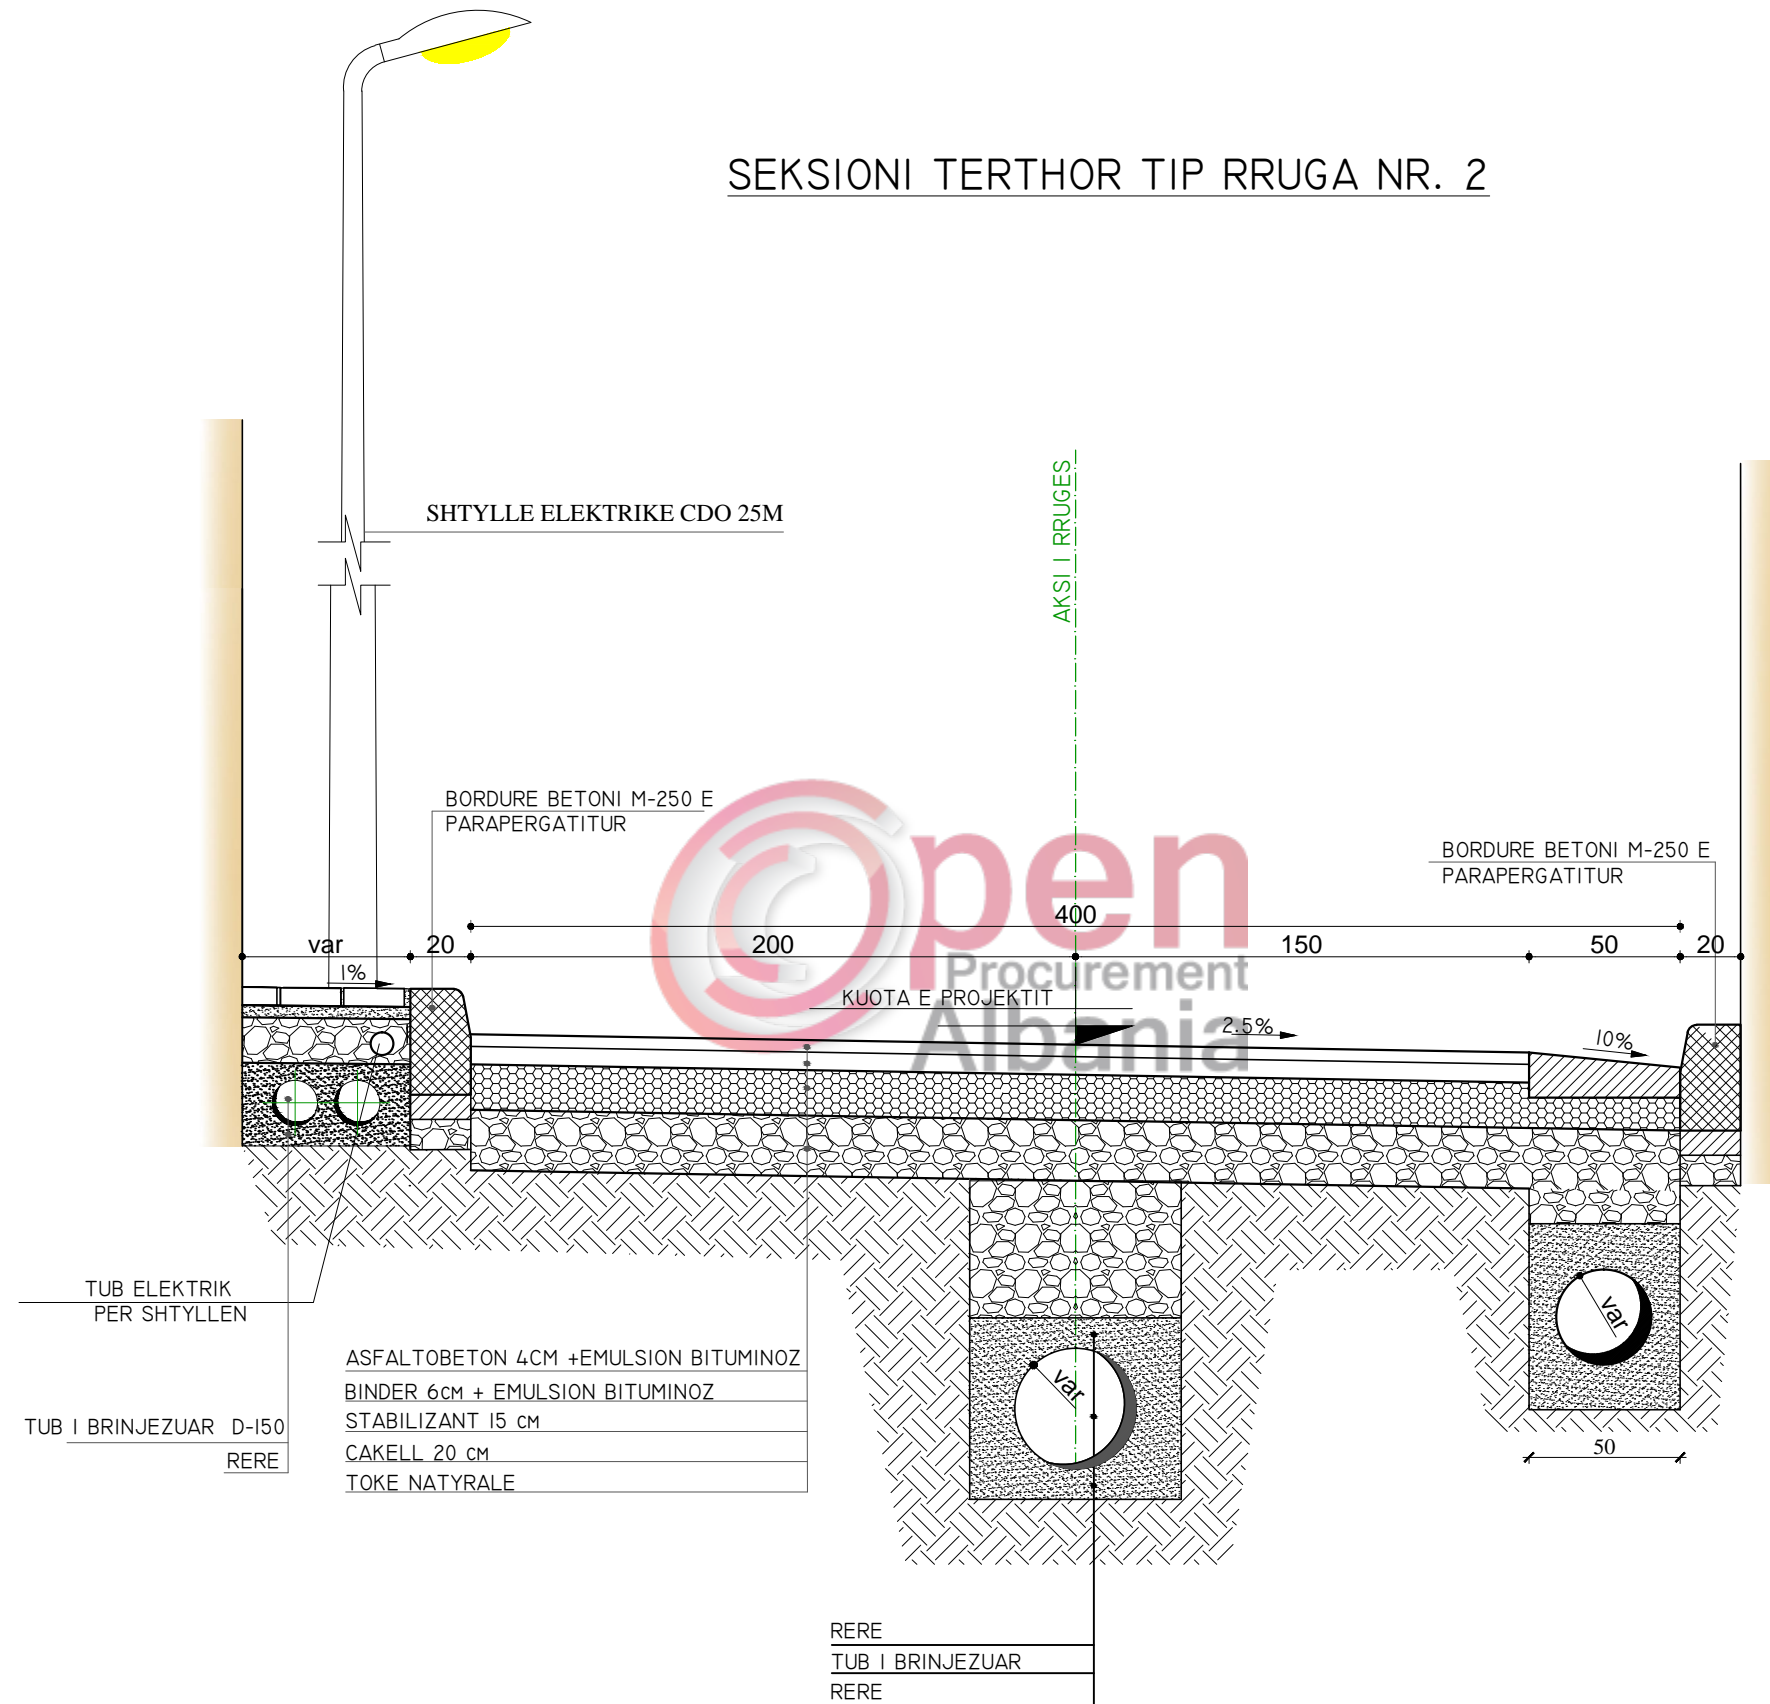 SEKSIONI TERTHOR TIP RRUGA NR. 2
SHTYLLE ELEKTRIKE CDO 25M
AKSI I RRUGES
BORDURE BETONI M-250 E
PARAPERGATITUR
BORDURE BETONI M-250 E
PARAPERGATITUR
Open
Procurement
Albania
400
var 20 200 150 50 20
1%
KUOTA E PROJEKTIT
2.5%
10%
TUB ELEKTRIK
PER SHTYLLEN
var
var
ASFALTOBETON 4CM +EMULSION BITUMINOZ
BINDER 6CM + EMULSION BITUMINOZ
STABILIZANT 15 CM
CAKELL 20 CM
TOKE NATYRALE
TUB I BRINJEZUAR D-150
RERE
50
RERE
TUB I BRINJEZUAR
RERE